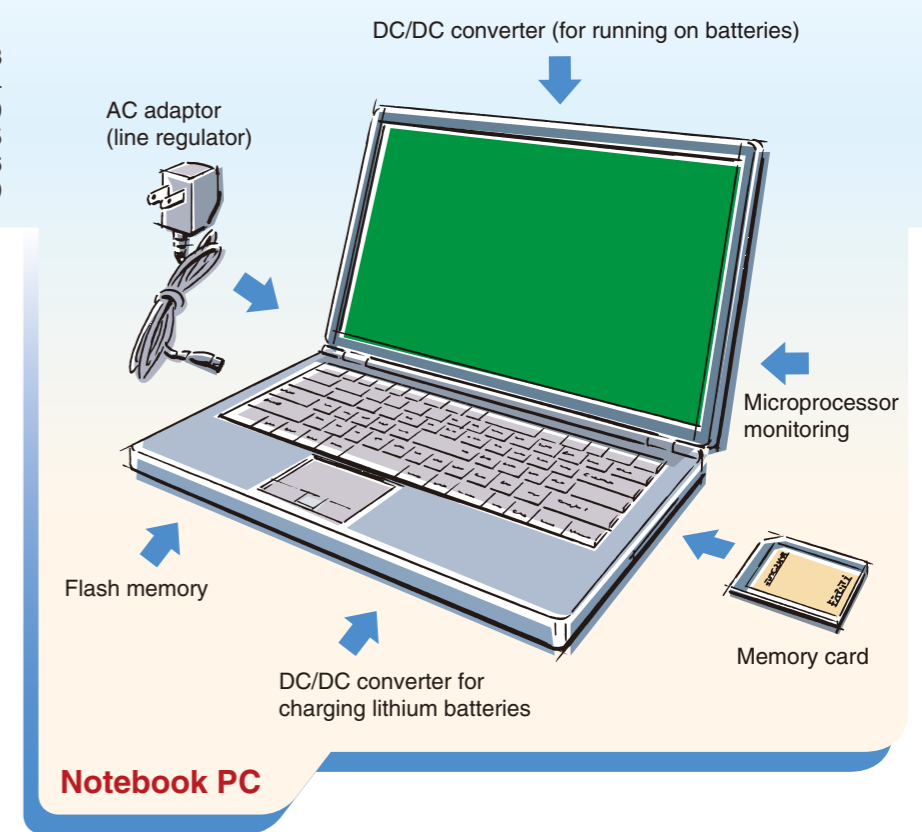 DC/DC converter (for running on batteries)
AC adaptor
(line regulator)
Microprocessor
monitoring
Flash memory
Memory card
DC/DC converter for
charging lithium batteries
Notebook PC